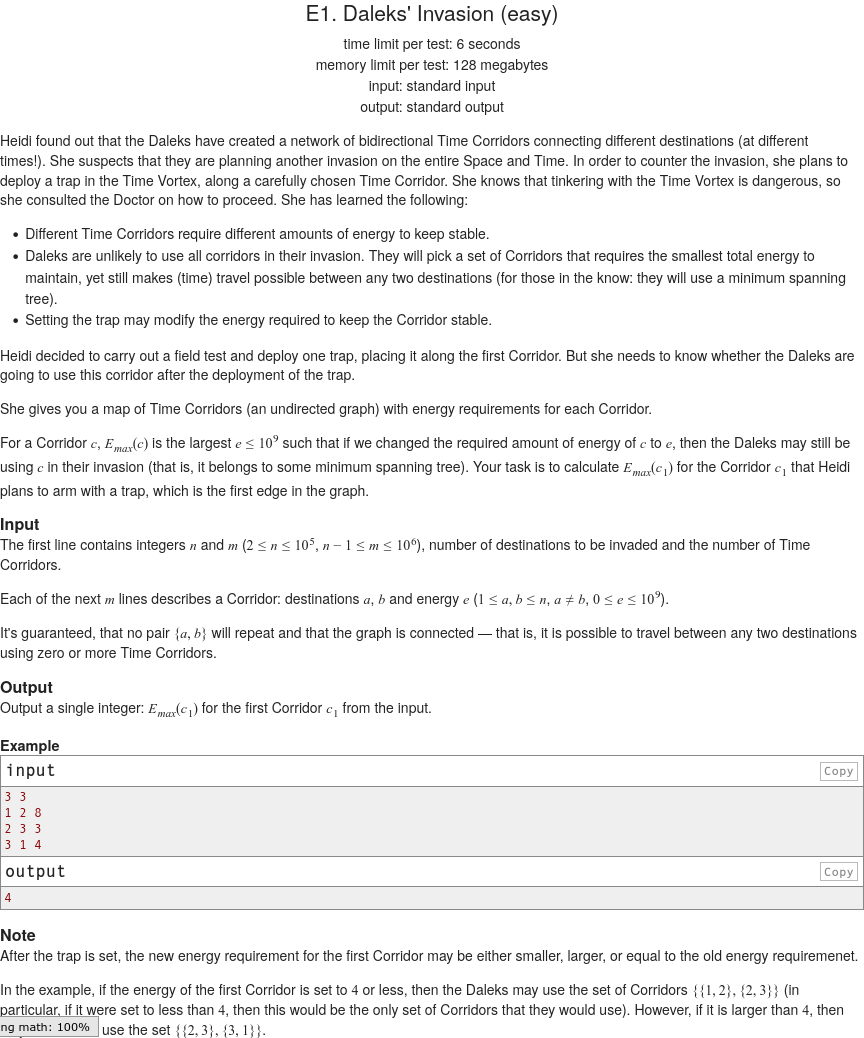 E1. Daleks' Invasion (easy)
time limit per test: 6 seconds
memory limit per test: 128 megabytes
input: standard input
output: standard output
Heidi found out that the Daleks have created a network of bidirectional Time Corridors connecting different destinations (at different
times!). She suspects that they are planning another invasion on the entire Space and Time. In order to counter the invasion, she plans to
deploy a trap in the Time Vortex, along a carefully chosen Time Corridor. She knows that tinkering with the Time Vortex is dangerous, so
she consulted the Doctor on how to proceed. She has learned the following:
• Different Time Corridors require different amounts of energy to keep stable.
• Daleks are unlikely to use all corridors in their invasion. They will pick a set of Corridors that requires the smallest total energy to
maintain, yet still makes (time) travel possible between any two destinations (for those in the know: they will use a minimum spanning
tree).
• Setting the trap may modify the energy required to keep the Corridor stable.
Heidi decided to carry out a field test and deploy one trap, placing it along the first Corridor. But she needs to know whether the Daleks are
going to use this corridor after the deployment of the trap.
She gives you a map of Time Corridors (an undirected graph) with energy requirements for each Corridor.
For a Corridor c, E_max(c) is the largest e ≤ 10^9 such that if we changed the required amount of energy of c to e, then the Daleks may still be
using c in their invasion (that is, it belongs to some minimum spanning tree). Your task is to calculate E_max(c_1) for the Corridor c_1 that Heidi
plans to arm with a trap, which is the first edge in the graph.
Input
The first line contains integers n and m (2 ≤ n ≤ 10^5, n − 1 ≤ m ≤ 10^6), number of destinations to be invaded and the number of Time
Corridors.
Each of the next m lines describes a Corridor: destinations a, b and energy e (1 ≤ a, b ≤ n, a ≠ b, 0 ≤ e ≤ 10^9).
It's guaranteed, that no pair {a, b} will repeat and that the graph is connected — that is, it is possible to travel between any two destinations
using zero or more Time Corridors.
Output
Output a single integer: E_max(c_1) for the first Corridor c_1 from the input.
Example
input Copy
3 3
1 2 8
2 3 3
3 1 4
output Copy
4
Note
After the trap is set, the new energy requirement for the first Corridor may be either smaller, larger, or equal to the old energy requiremenet.
In the example, if the energy of the first Corridor is set to 4 or less, then the Daleks may use the set of Corridors {{1, 2}, {2, 3}} (in
particular, if it were set to less than 4, then this would be the only set of Corridors that they would use). However, if it is larger than 4, then
ng math: 100% use the set {{2, 3}, {3, 1}}.